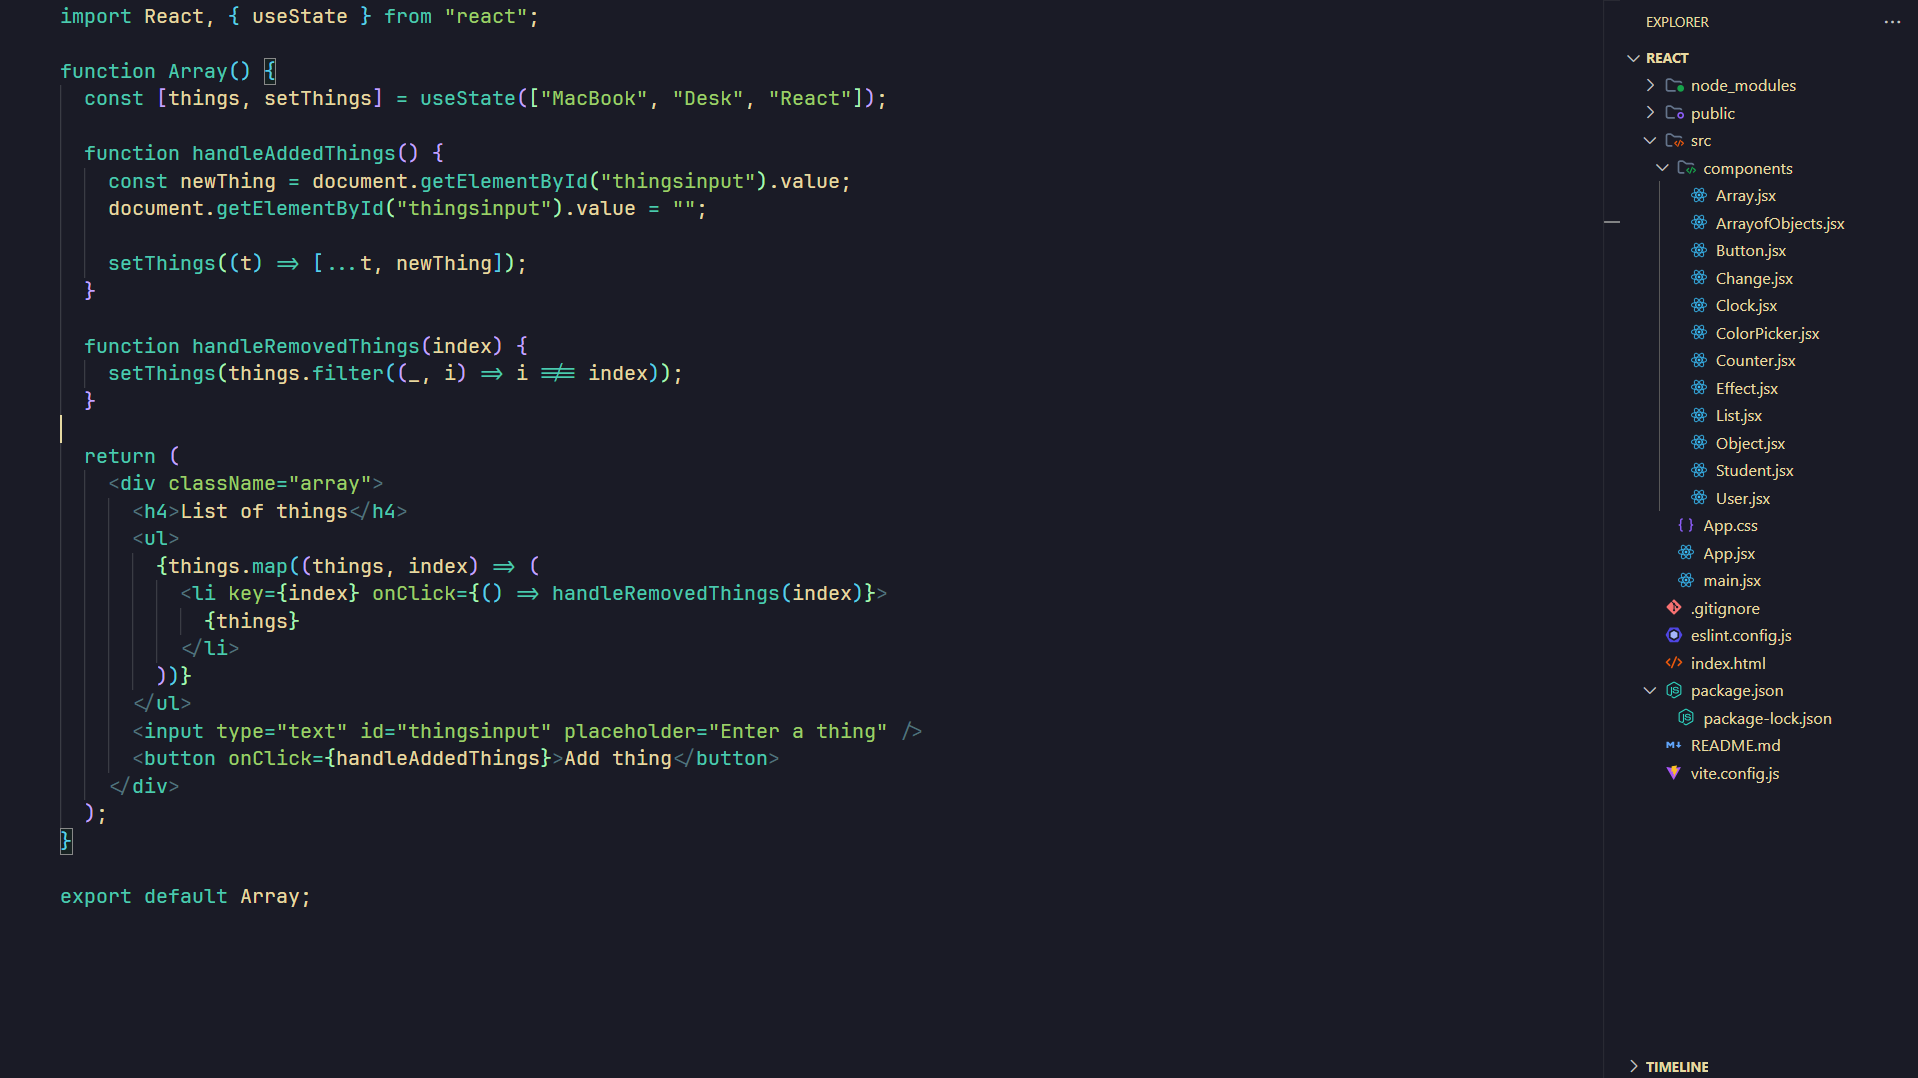 import React, { useState } from "react";
function Array() {
const [things, setThings] = useState(["MacBook", "Desk", "React"]);
function handleAddedThings() {
const newThing = document.getElementById("thingsinput").value;
document.getElementById("thingsinput").value = "";
setThings((t) => [...t, newThing]);
}
function handleRemovedThings(index) {
setThings(things.filter((_, i) => i !== index));
}
return (
<div className="array">
<h4>List of things</h4>
<ul>
{things.map((things, index) => (
<li key={index} onClick={() => handleRemovedThings(index)}>
{things}
</li>
))}
</ul>
<input type="text" id="thingsinput" placeholder="Enter a thing" />
<button onClick={handleAddedThings}>Add thing</button>
</div>
);
}
export default Array;
EXPLORER
REACT
node_modules
public
src
components
Array.jsx
ArrayofObjects.jsx
Button.jsx
Change.jsx
Clock.jsx
ColorPicker.jsx
Counter.jsx
Effect.jsx
List.jsx
Object.jsx
Student.jsx
User.jsx
App.css
App.jsx
main.jsx
.gitignore
eslint.config.js
index.html
package.json
package-lock.json
README.md
vite.config.js
TIMELINE